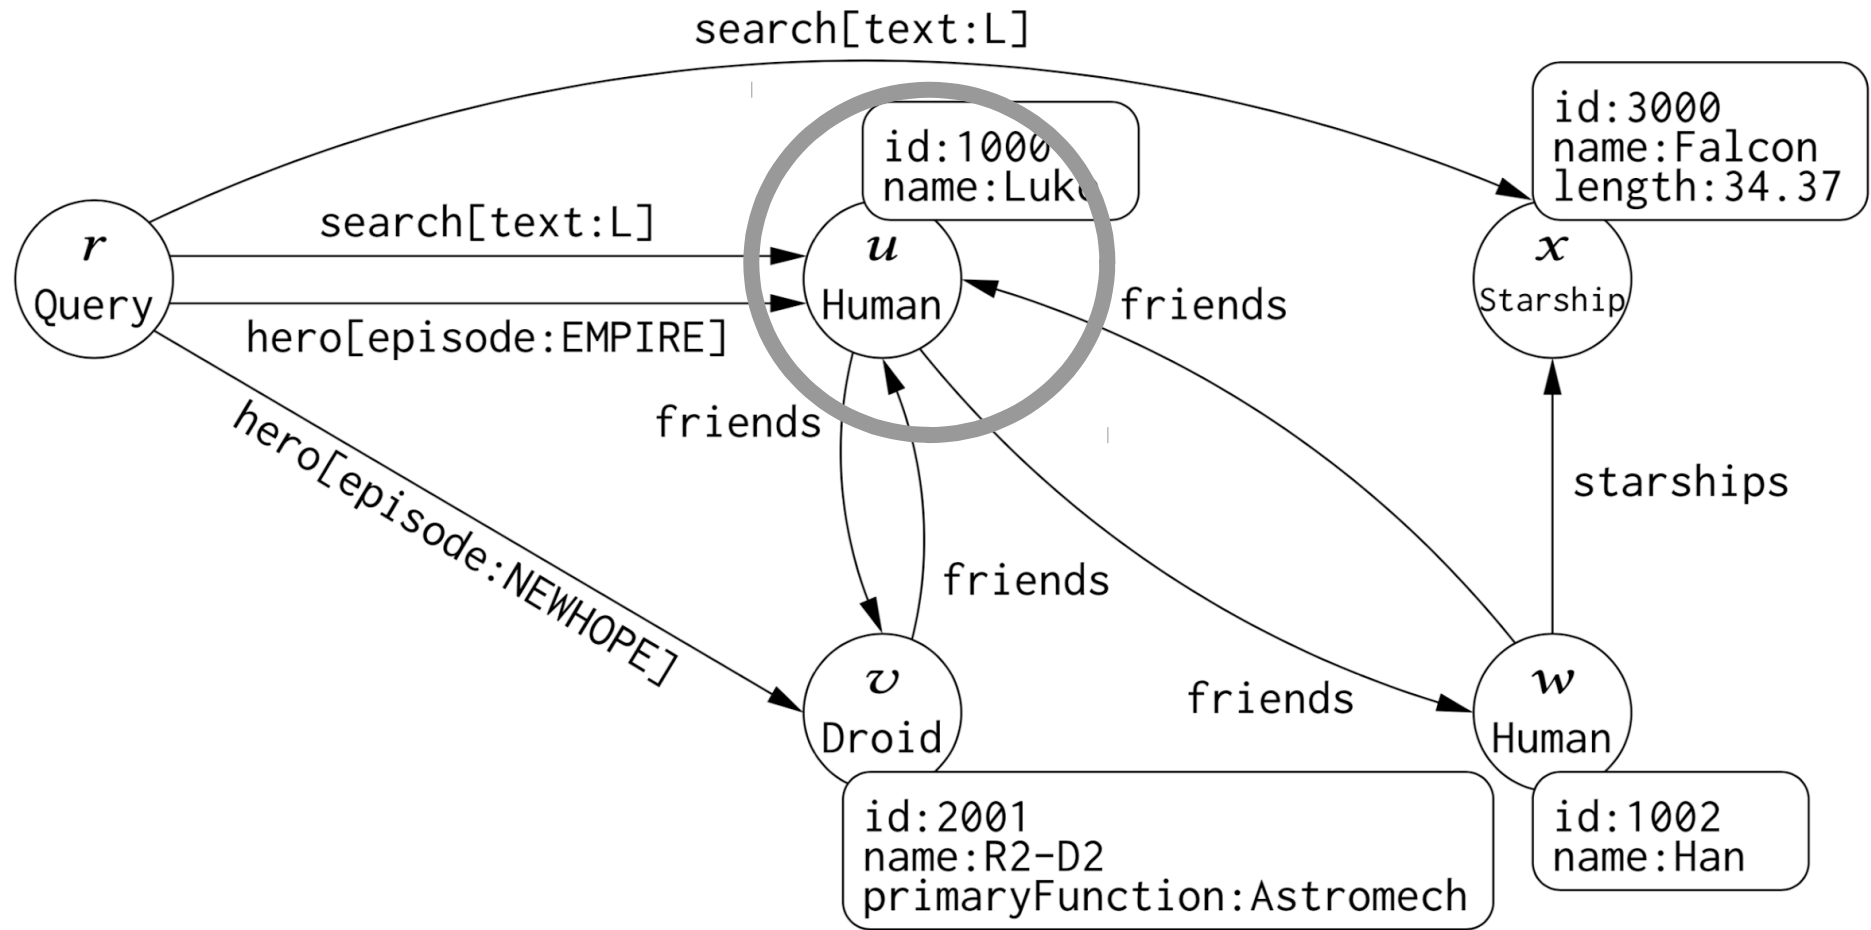 search[text:L]
id:3000
name:Falcon
length:34.37
id:1000
name:Luke
search[text:L]
r
Query
u
Human
x
Starship
hero[episode:EMPIRE]
friends
friends
hero[episode:NEWHOPE]
starships
friends
friends
v
Droid
w
Human
id:2001
name:R2-D2
primaryFunction:Astromech
id:1002
name:Han